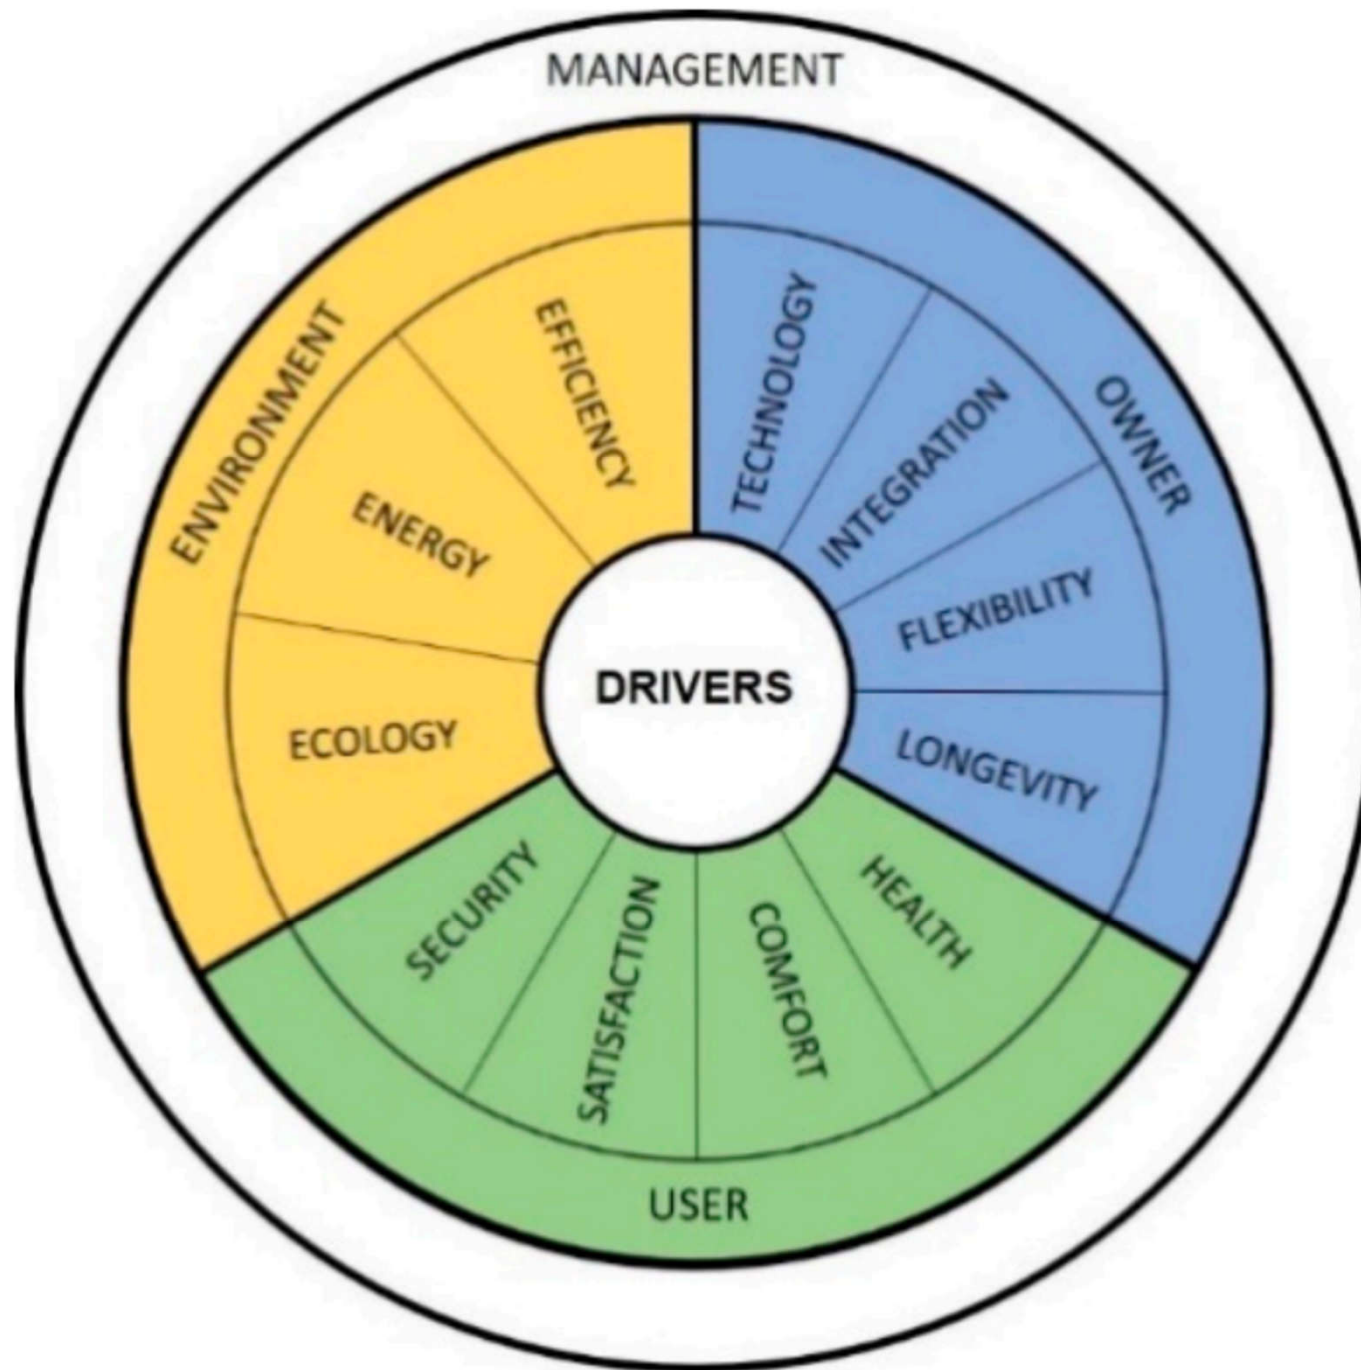 MANAGEMENT
ENVIRONMENT
EFFICIENCY
ENERGY
ECOLOGY
OWNER
TECHNOLOGY
INTEGRATION
FLEXIBILITY
LONGEVITY
DRIVERS
SECURITY
SATISFACTION
COMFORT
HEALTH
USER